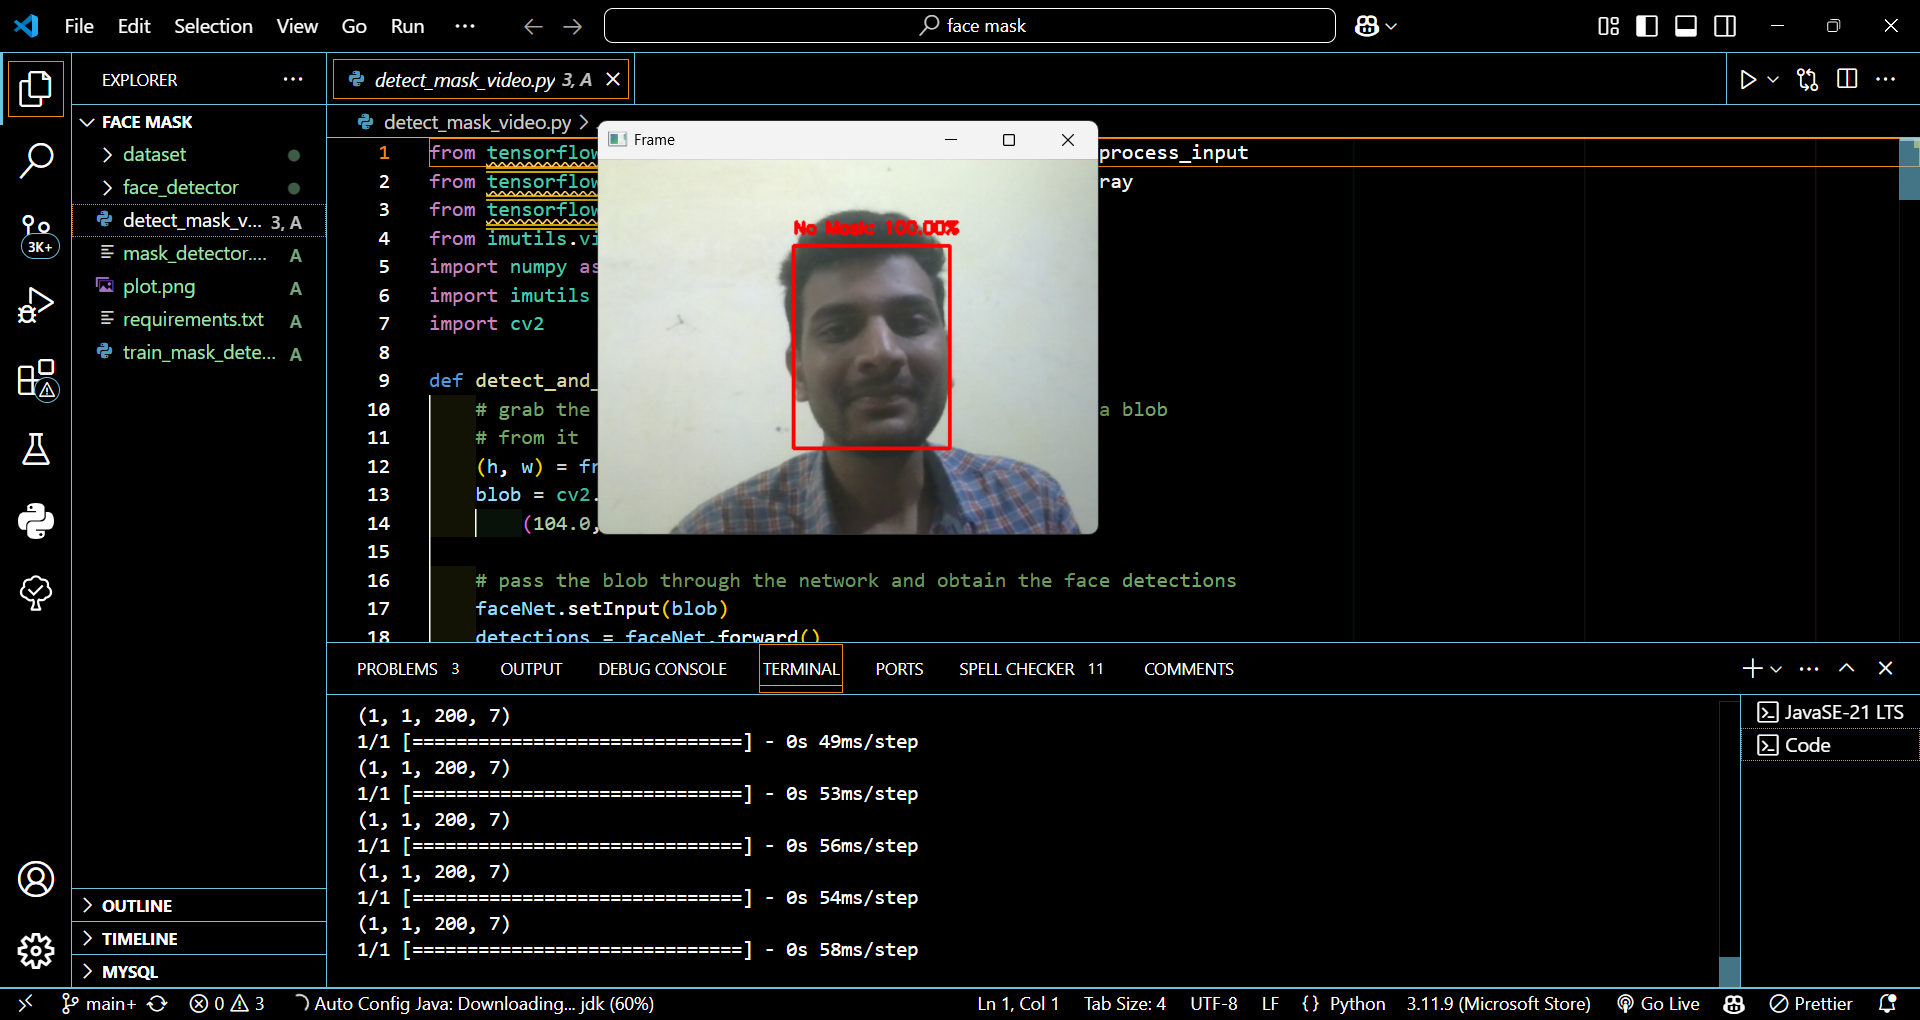 File Edit Selection View Go Run ··· face mask
EXPLORER ···
FACE MASK
dataset
face_detector
detect_mask_v... 3, A
mask_detector.... A
plot.png A
requirements.txt A
train_mask_dete... A
OUTLINE
TIMELINE
MYSQL
3K+
detect_mask_video.py 3, A
detect_mask_video.py >
Frame
No Mask: 100.00%
1 from tensorflow process_input
2 from tensorflow ray
3 from tensorflow
4 from imutils.vi
5 import numpy as
6 import imutils
7 import cv2
8
9 def detect_and_
10 # grab the a blob
11 # from it
12 (h, w) = fr
13 blob = cv2.
14 (104.0,
15
16 # pass the blob through the network and obtain the face detections
17 faceNet.setInput(blob)
18 detections = faceNet.forward()
PROBLEMS 3 OUTPUT DEBUG CONSOLE TERMINAL PORTS SPELL CHECKER 11 COMMENTS
(1, 1, 200, 7)
1/1 [==============================] - 0s 49ms/step
(1, 1, 200, 7)
1/1 [==============================] - 0s 53ms/step
(1, 1, 200, 7)
1/1 [==============================] - 0s 56ms/step
(1, 1, 200, 7)
1/1 [==============================] - 0s 54ms/step
(1, 1, 200, 7)
1/1 [==============================] - 0s 58ms/step
JavaSE-21 LTS
Code
main+ 0 3 Auto Config Java: Downloading... jdk (60%) Ln 1, Col 1 Tab Size: 4 UTF-8 LF {} Python 3.11.9 (Microsoft Store) Go Live Prettier